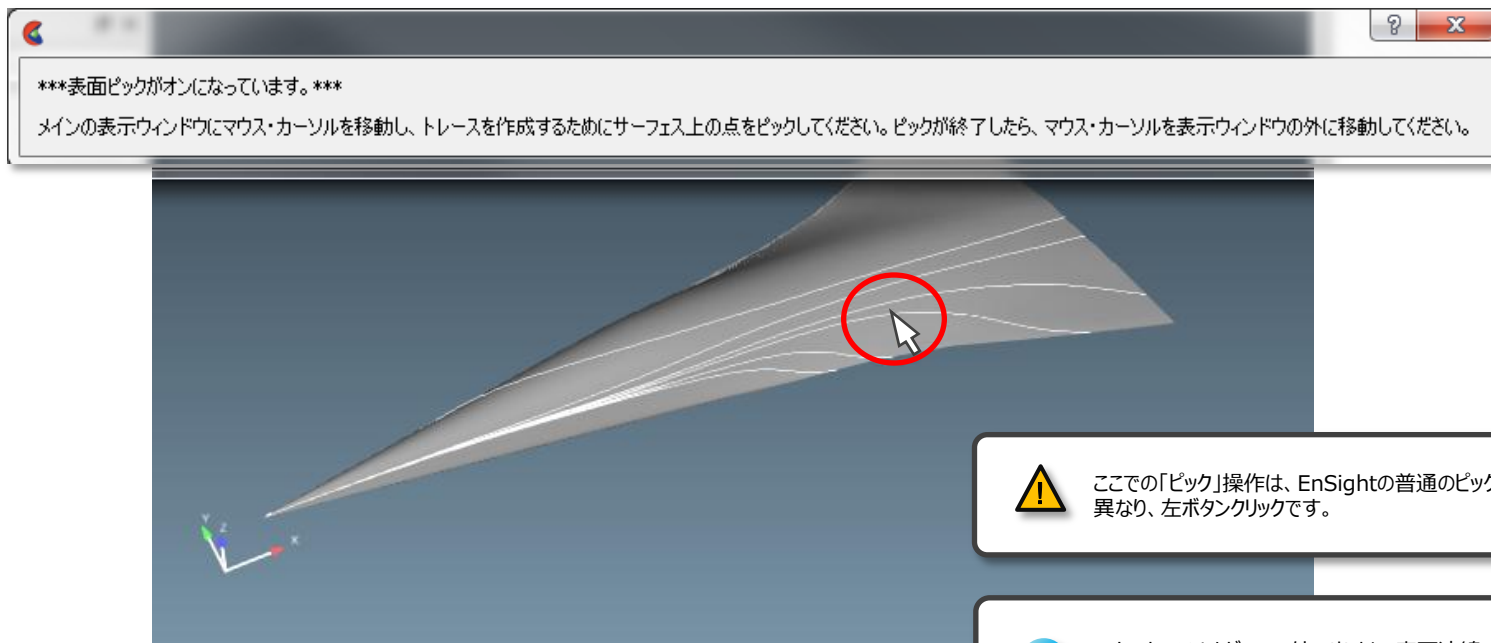 ***表面ピックがオンになっています。***
メインの表示ウィンドウにマウス・カーソルを移動し、トレースを作成するためにサーフェス上の点をピックしてください。ピックが終了したら、マウス・カーソルを表示ウィンドウの外に移動してください。
ここでの「ピック」操作は、EnSightの普通のピック
異なり、左ボタンクリックです。
Y
Z
X